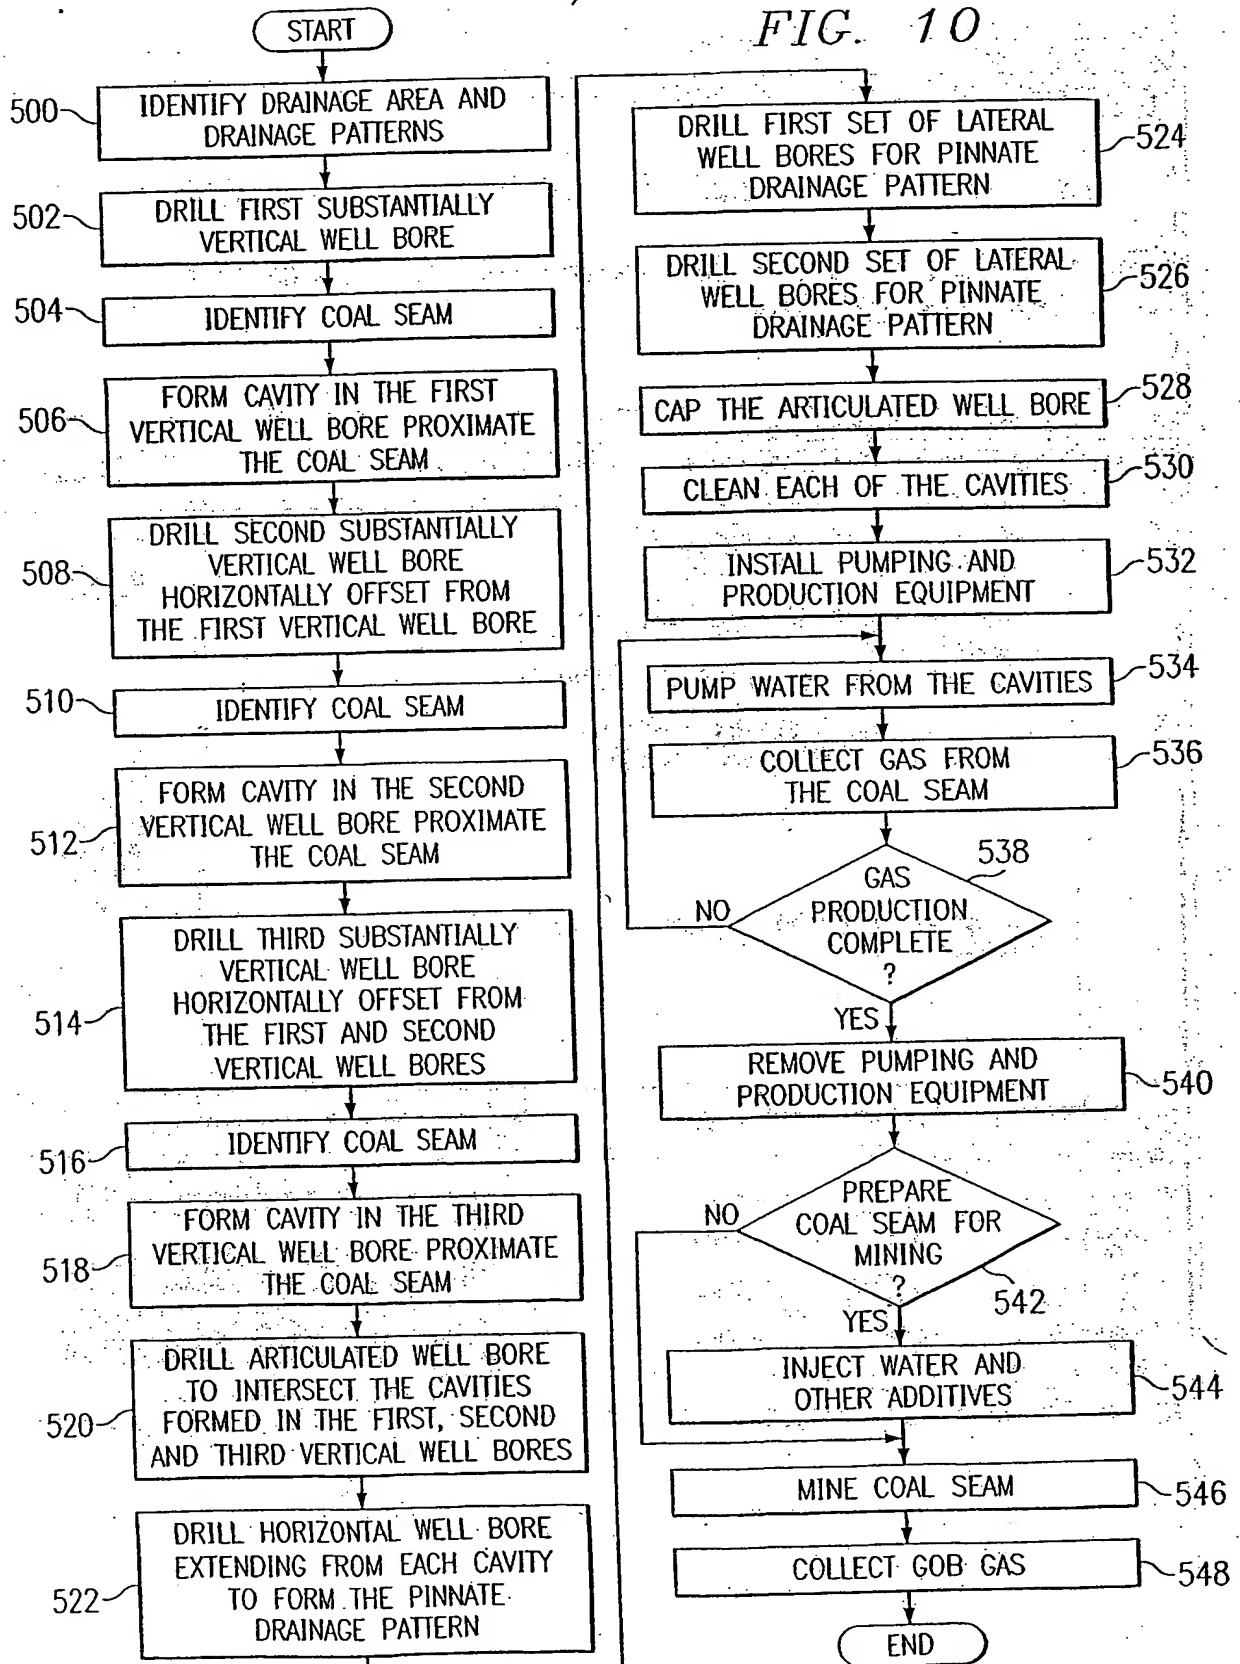 FIG. 10
START
500
IDENTIFY DRAINAGE AREA AND
DRAINAGE PATTERNS
502
DRILL FIRST SUBSTANTIALLY
VERTICAL WELL BORE
504
IDENTIFY COAL SEAM
506
FORM CAVITY IN THE FIRST
VERTICAL WELL BORE PROXIMATE
THE COAL SEAM
508
DRILL SECOND SUBSTANTIALLY
VERTICAL WELL BORE
HORIZONTALLY OFFSET FROM
THE FIRST VERTICAL WELL BORE
510
IDENTIFY COAL SEAM
512
FORM CAVITY IN THE SECOND
VERTICAL WELL BORE PROXIMATE
THE COAL SEAM
514
DRILL THIRD SUBSTANTIALLY
VERTICAL WELL BORE
HORIZONTALLY OFFSET FROM
THE FIRST AND SECOND
VERTICAL WELL BORES
516
IDENTIFY COAL SEAM
518
FORM CAVITY IN THE THIRD
VERTICAL WELL BORE PROXIMATE
THE COAL SEAM
520
DRILL ARTICULATED WELL BORE
TO INTERSECT THE CAVITIES
FORMED IN THE FIRST, SECOND
AND THIRD VERTICAL WELL BORES
522
DRILL HORIZONTAL WELL BORE
EXTENDING FROM EACH CAVITY
TO FORM THE PINNATE
DRAINAGE PATTERN
DRILL FIRST SET OF LATERAL
WELL BORES FOR PINNATE
DRAINAGE PATTERN
524
DRILL SECOND SET OF LATERAL
WELL BORES FOR PINNATE
DRAINAGE PATTERN
526
CAP THE ARTICULATED WELL BORE
528
CLEAN EACH OF THE CAVITIES
530
INSTALL PUMPING AND
PRODUCTION EQUIPMENT
532
PUMP WATER FROM THE CAVITIES
534
COLLECT GAS FROM
THE COAL SEAM
536
GAS
PRODUCTION
COMPLETE
?
538
NO
YES
REMOVE PUMPING AND
PRODUCTION EQUIPMENT
540
PREPARE
COAL SEAM FOR
MINING
?
542
NO
YES
INJECT WATER AND
OTHER ADDITIVES
544
MINE COAL SEAM
546
COLLECT GOB GAS
548
END